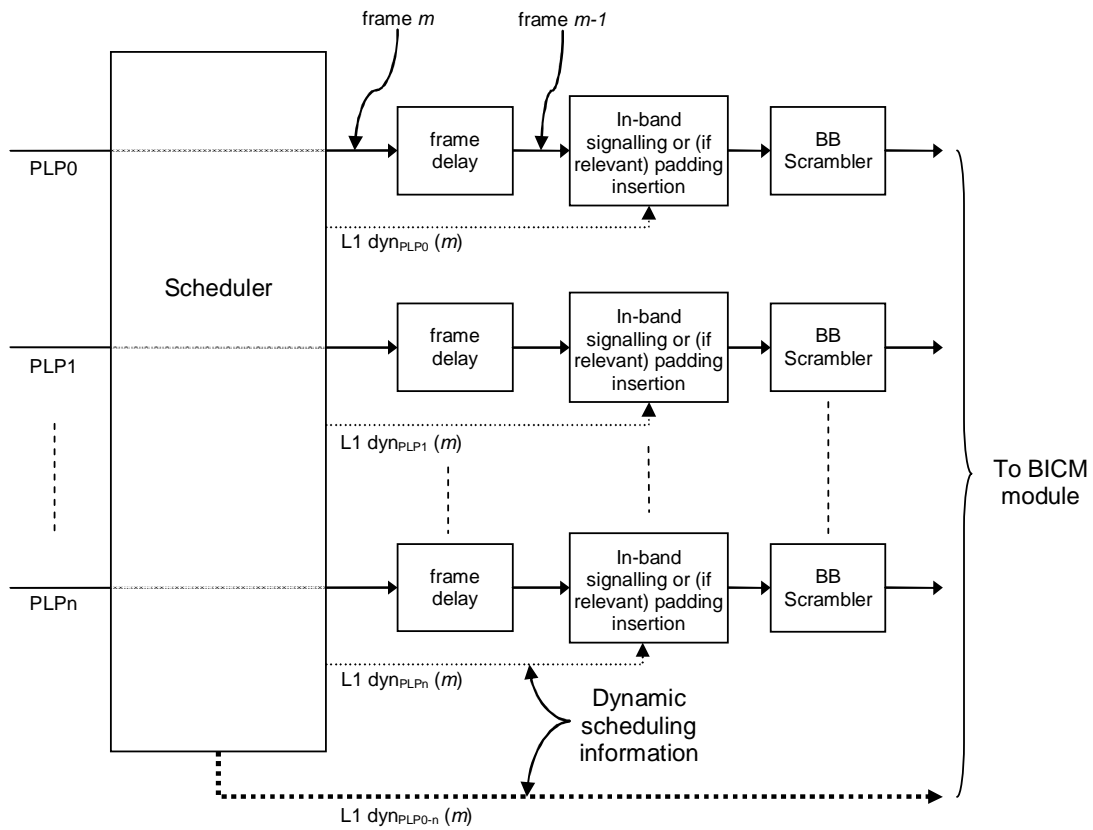 frame m
frame m-1
PLP0
frame
delay
In-band
signalling or (if
relevant) padding
insertion
BB
Scrambler
L1 dynPLP0 (m)
Scheduler
PLP1
frame
delay
In-band
signalling or (if
relevant) padding
insertion
BB
Scrambler
L1 dynPLP1 (m)
To BICM
module
PLPn
frame
delay
In-band
signalling or (if
relevant) padding
insertion
BB
Scrambler
L1 dynPLPn (m)
Dynamic
scheduling
information
L1 dynPLP0-n (m)